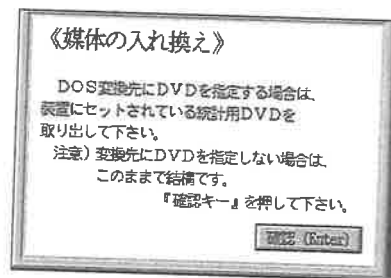 《媒体の入れ換え》
DOS変換先にDVDを指定する場合は、
装置にセットされている統計用DVDを
取り出して下さい。
注意）変換先にDVDを指定しない場合は、
このままで結構です。
『確認キー』を押して下さい。
確認 (Enter)